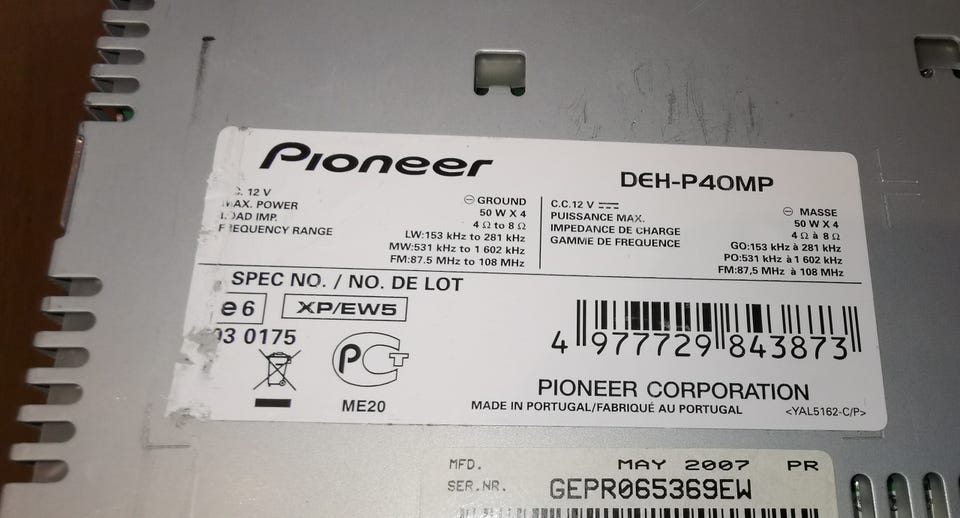 Pioneer
DEH-P40MP
C. 12 V
⊖ GROUND
MAX. POWER
50 W X 4
LOAD IMP.
4 Ω to 8 Ω
FREQUENCY RANGE
LW:153 kHz to 281 kHz
MW:531 kHz to 1 602 kHz
FM:87.5 MHz to 108 MHz
C.C.12 V ⎓
⊖ MASSE
PUISSANCE MAX.
50 W X 4
IMPEDANCE DE CHARGE
4 Ω à 8 Ω
GAMME DE FREQUENCE
GO:153 kHz à 281 kHz
PO:531 kHz à 1 602 kHz
FM:87,5 MHz à 108 MHz
SPEC NO. / NO. DE LOT
e6
XP/EW5
03 0175
PCT
ME20
4 977729 843873
PIONEER CORPORATION
MADE IN PORTUGAL/FABRIQUÉ AU PORTUGAL
<YAL5162-C/P>
MFD. MAY 2007 PR
SER.NR. GEPR065369EW